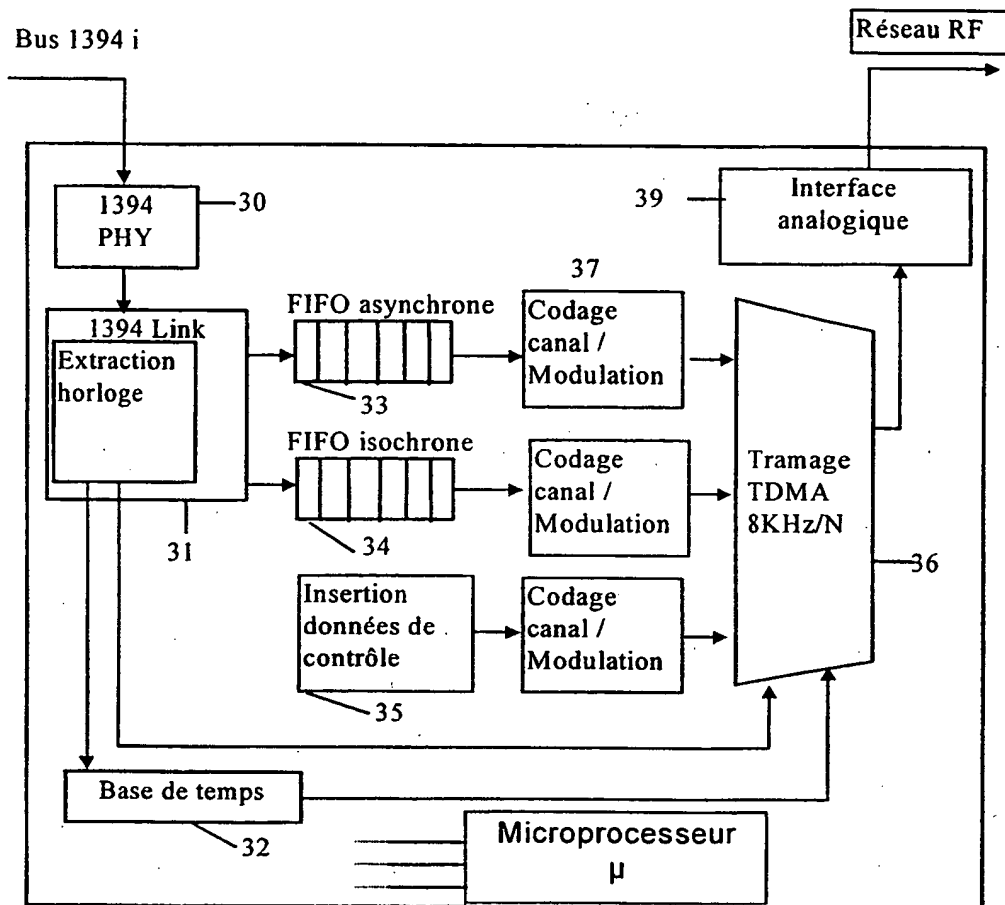 Bus 1394 i
Réseau RF
1394
PHY
30
39
Interface
analogique
37
1394 Link
Extraction
horloge
31
FIFO asynchrone
33
Codage
canal /
Modulation
FIFO isochrone
34
Codage
canal /
Modulation
Tramage
TDMA
8KHz/N
36
Insertion
données de
contrôle
35
Codage
canal /
Modulation
Base de temps
32
Microprocesseur
µ